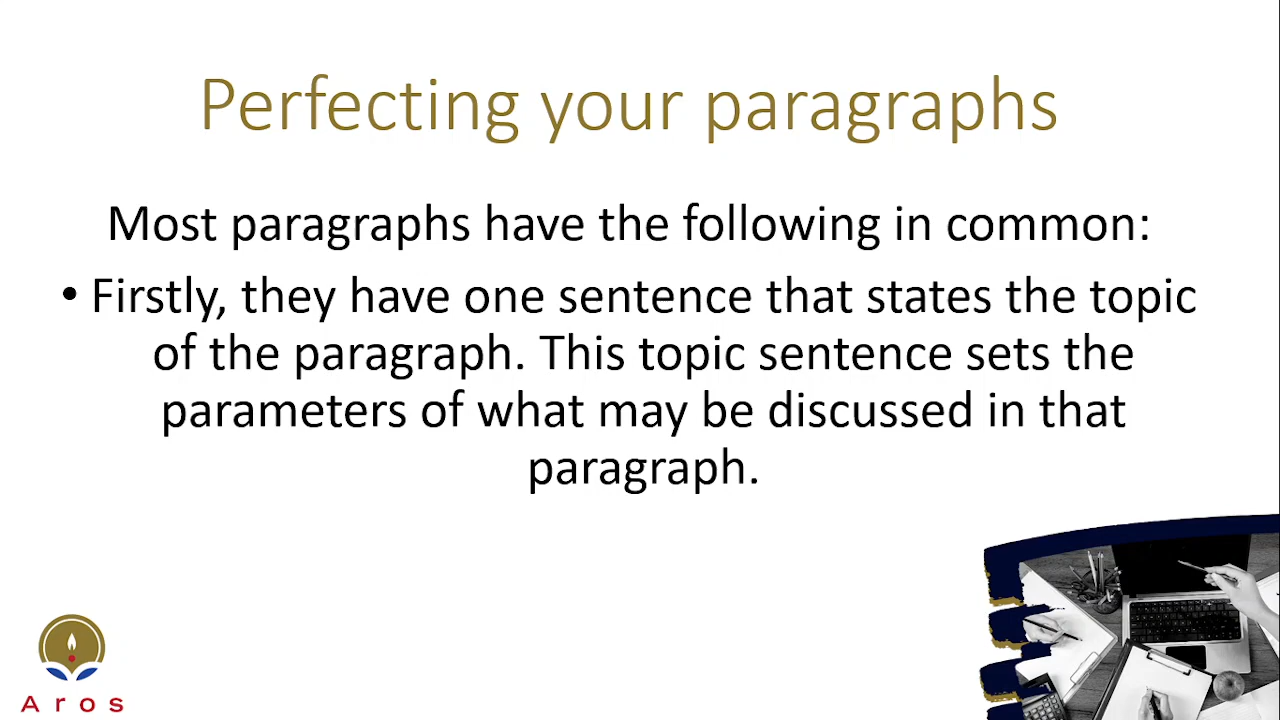 Perfecting your paragraphs
Most paragraphs have the following in common:
• Firstly, they have one sentence that states the topic
of the paragraph. This topic sentence sets the
parameters of what may be discussed in that
paragraph.
Aros